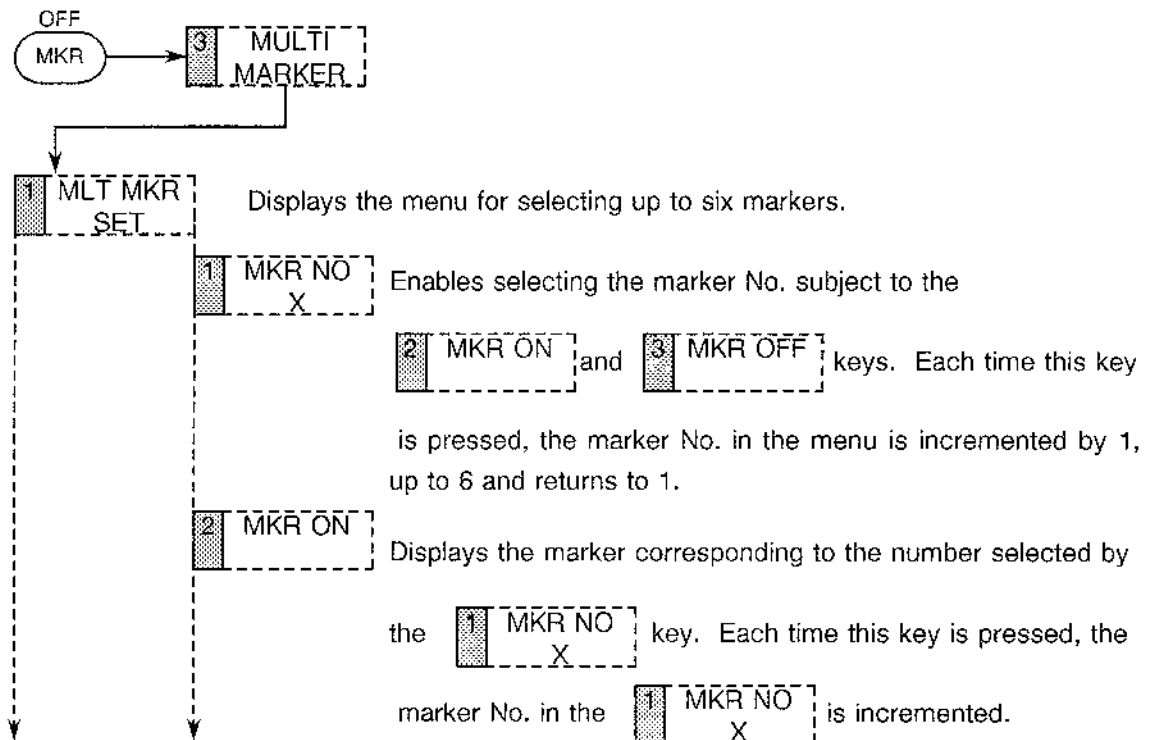 OFF
MKR
3 MULTI
MARKER
1 MLT MKR
SET
Displays the menu for selecting up to six markers.
1 MKR NO
X
Enables selecting the marker No. subject to the
2 MKR ON and 3 MKR OFF keys. Each time this key
is pressed, the marker No. in the menu is incremented by 1,
up to 6 and returns to 1.
2 MKR ON
Displays the marker corresponding to the number selected by
the 1 MKR NO
X key. Each time this key is pressed, the
marker No. in the 1 MKR NO
X is incremented.